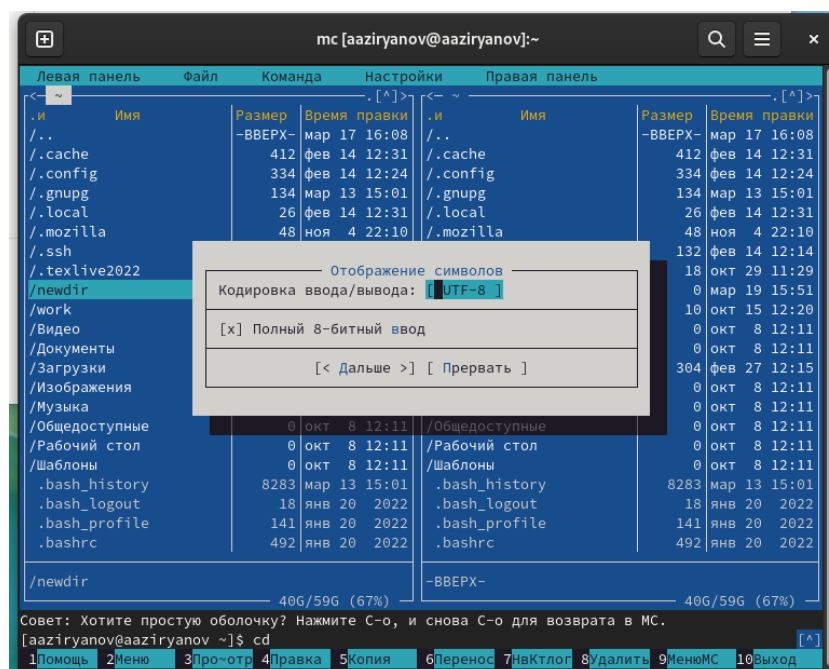 mc [aaziryanov@aaziryanov]:~
Левая панель Файл Команда Настройки Правая панель
<— ~ .[^]> <— ~ .[^]>
.и Имя Размер Время правки .и Имя Размер Время правки
/.. -ВВЕРХ- мар 17 16:08 /.. -ВВЕРХ- мар 17 16:08
/.cache 412 фев 14 12:31 /.cache 412 фев 14 12:31
/.config 334 фев 14 12:24 /.config 334 фев 14 12:24
/.gnupg 134 мар 13 15:01 /.gnupg 134 мар 13 15:01
/.local 26 фев 14 12:31 /.local 26 фев 14 12:31
/.mozilla 48 ноя 4 22:10 /.mozilla 48 ноя 4 22:10
/.ssh 132 фев 14 12:14
/.texlive2022 Отображение символов 18 окт 29 11:29
/newdir Кодировка ввода/вывода: [ UTF-8 ] 0 мар 19 15:51
/work 10 окт 15 12:20
/Видео [x] Полный 8-битный ввод 0 окт 8 12:11
/Документы 0 окт 8 12:11
/Загрузки [< Дальше >] [ Прервать ] 304 фев 27 12:15
/Изображения 0 окт 8 12:11
/Музыка 0 окт 8 12:11
/Общедоступные 0 окт 8 12:11 /Общедоступные 0 окт 8 12:11
/Рабочий стол 0 окт 8 12:11 /Рабочий стол 0 окт 8 12:11
/Шаблоны 0 окт 8 12:11 /Шаблоны 0 окт 8 12:11
.bash_history 8283 мар 13 15:01 .bash_history 8283 мар 13 15:01
.bash_logout 18 янв 20 2022 .bash_logout 18 янв 20 2022
.bash_profile 141 янв 20 2022 .bash_profile 141 янв 20 2022
.bashrc 492 янв 20 2022 .bashrc 492 янв 20 2022
/newdir -ВВЕРХ-
40G/59G (67%) 40G/59G (67%)
Совет: Хотите простую оболочку? Нажмите C-o, и снова C-o для возврата в MC.
[aaziryanov@aaziryanov ~]$ cd [^]
1Помощь 2Меню 3Про~отр 4Правка 5Копия 6Перенос 7НвКтлог 8Удалить 9МенюMC 10Выход